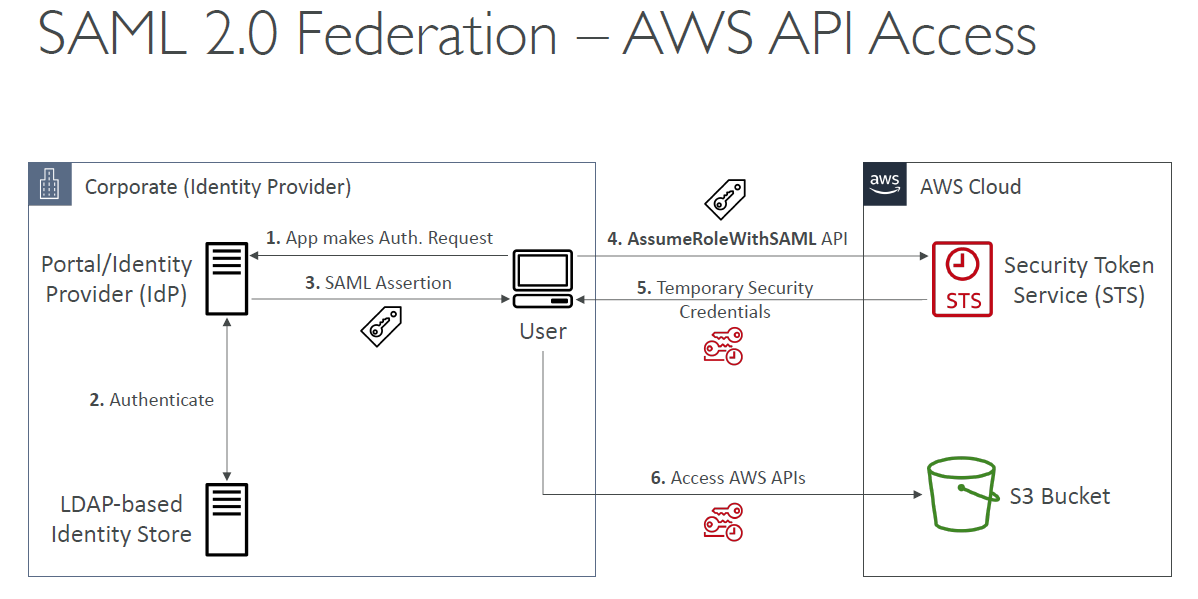 SAML 2.0 Federation – AWS API Access
Corporate (Identity Provider)
aws
AWS Cloud
1. App makes Auth. Request
4. AssumeRoleWithSAML API
Portal/Identity
Provider (IdP)
3. SAML Assertion
User
5. Temporary Security
Credentials
STS
Security Token
Service (STS)
2. Authenticate
LDAP-based
Identity Store
6. Access AWS APIs
S3 Bucket